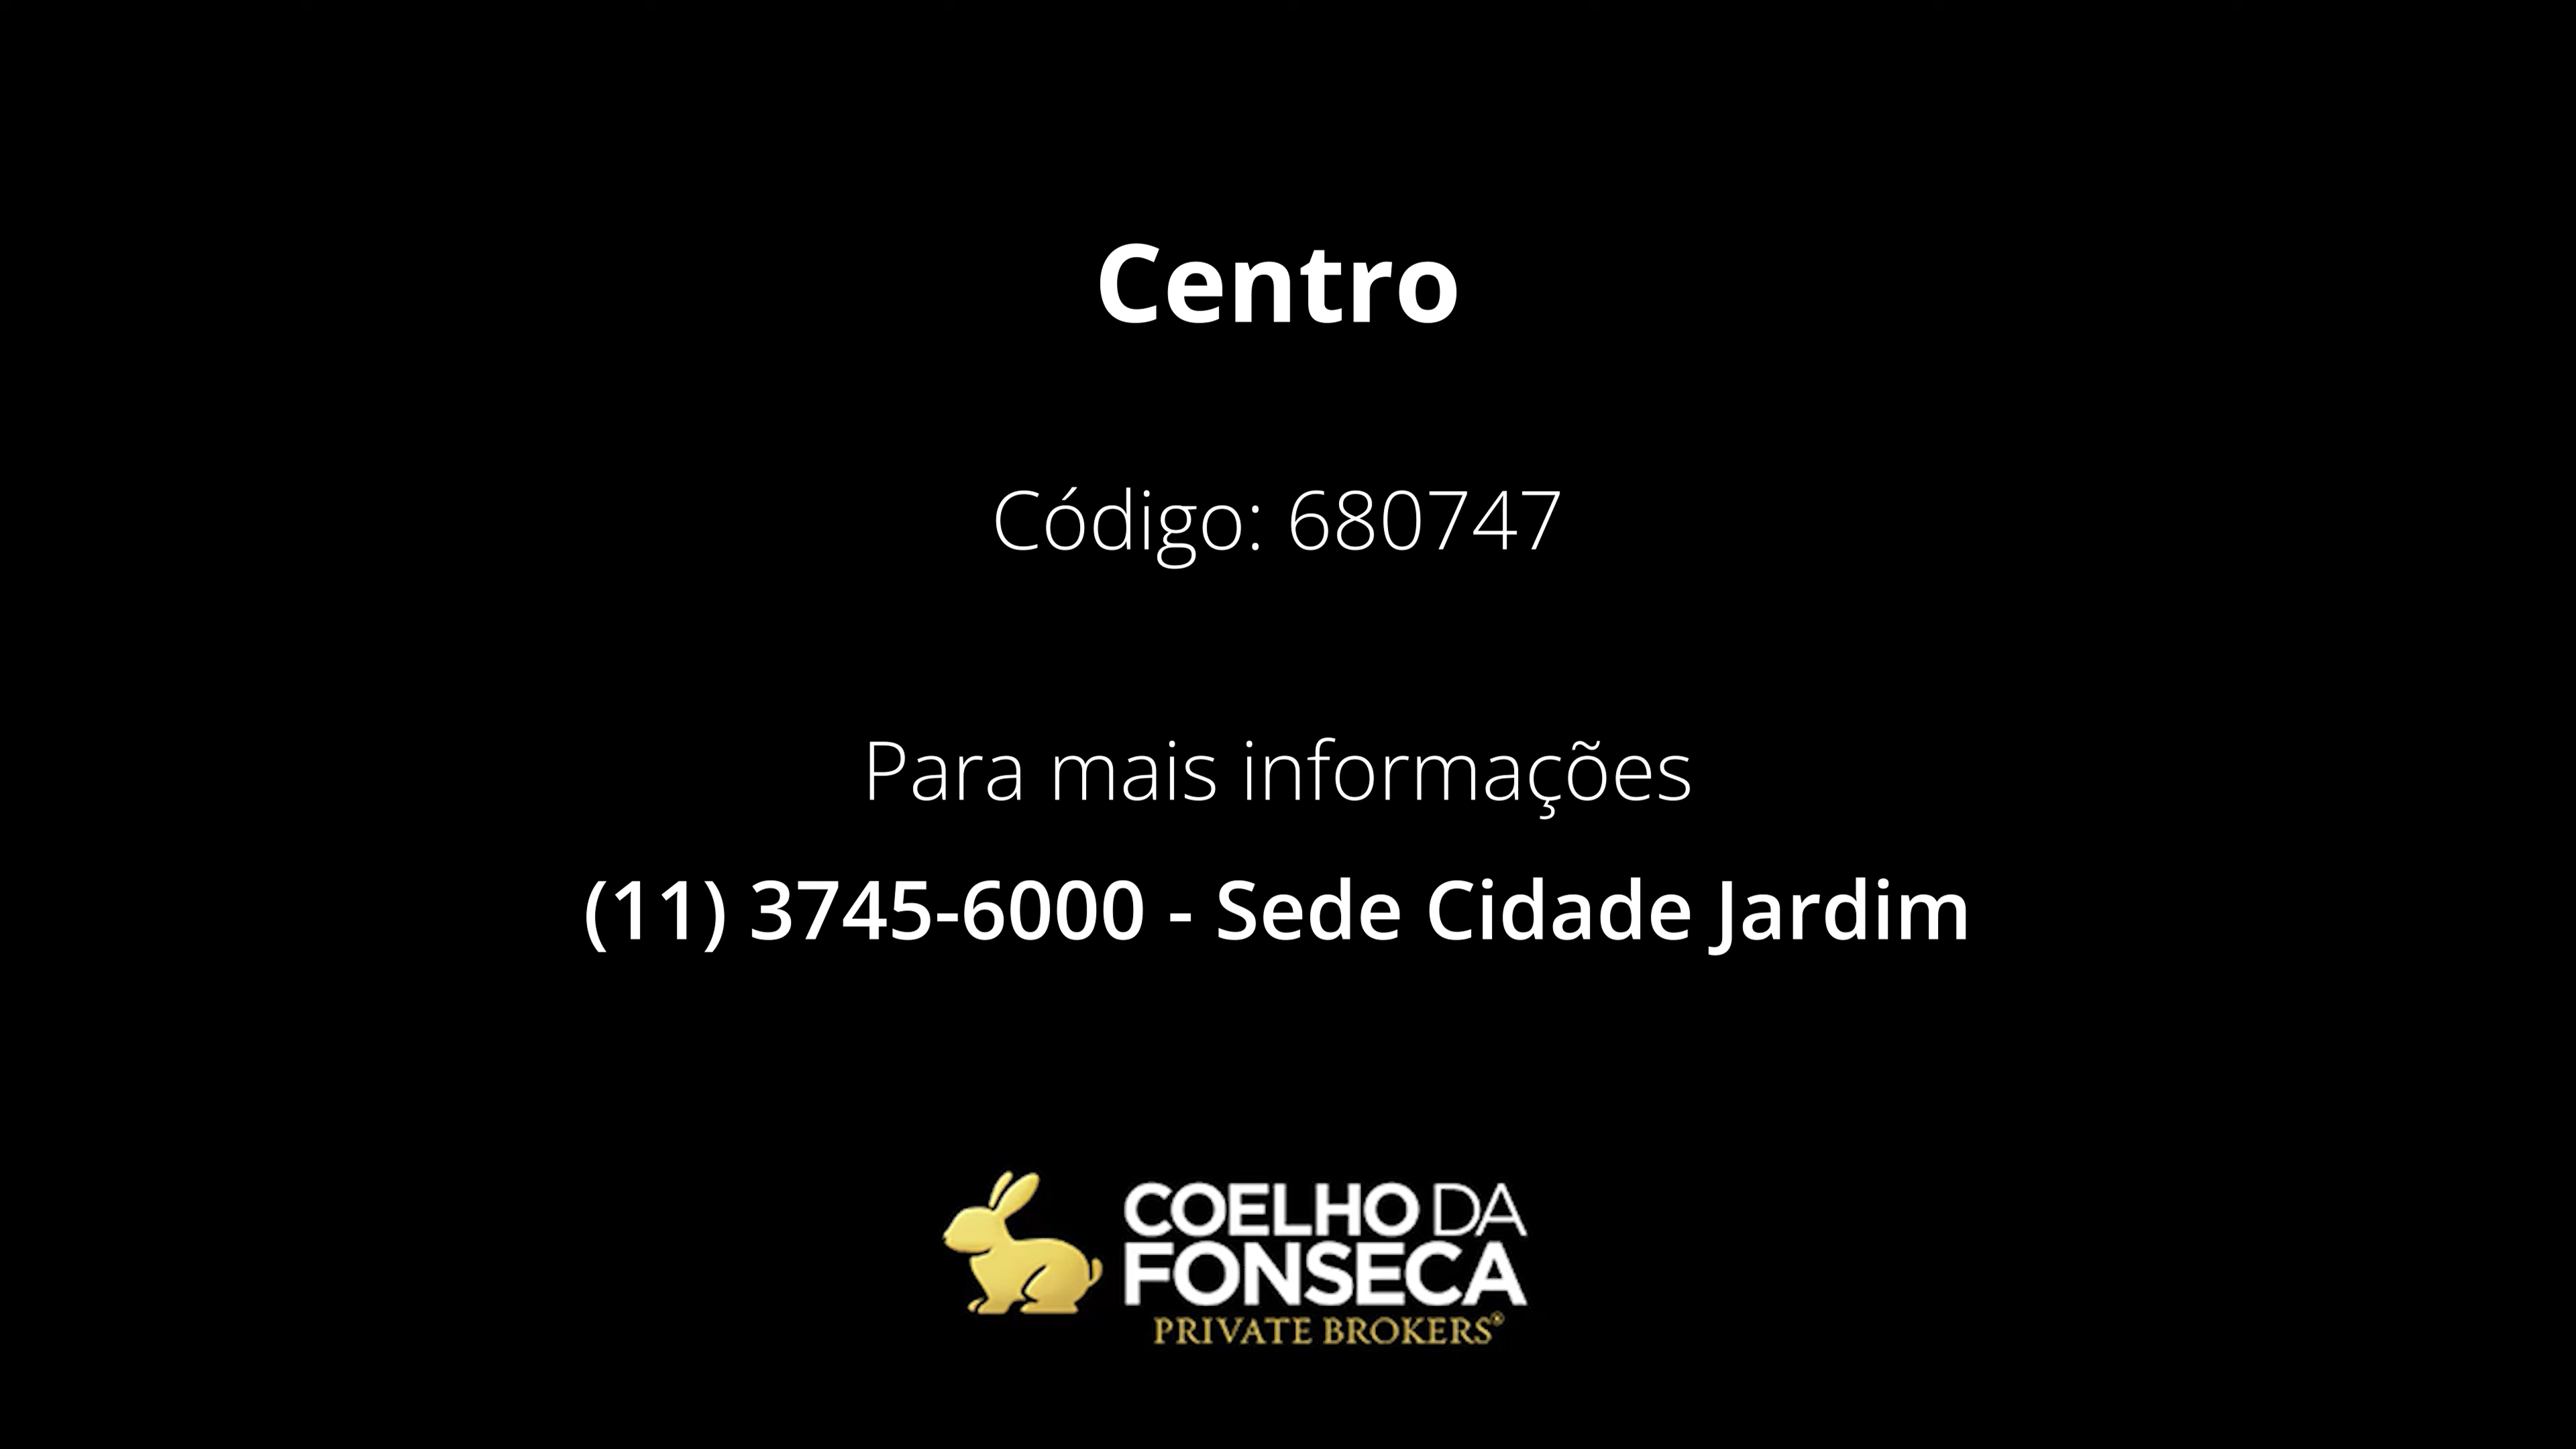 Centro
Código: 680747
Para mais informações
(11) 3745-6000 - Sede Cidade Jardim
COELHO DA
FONSECA
PRIVATE BROKERS®